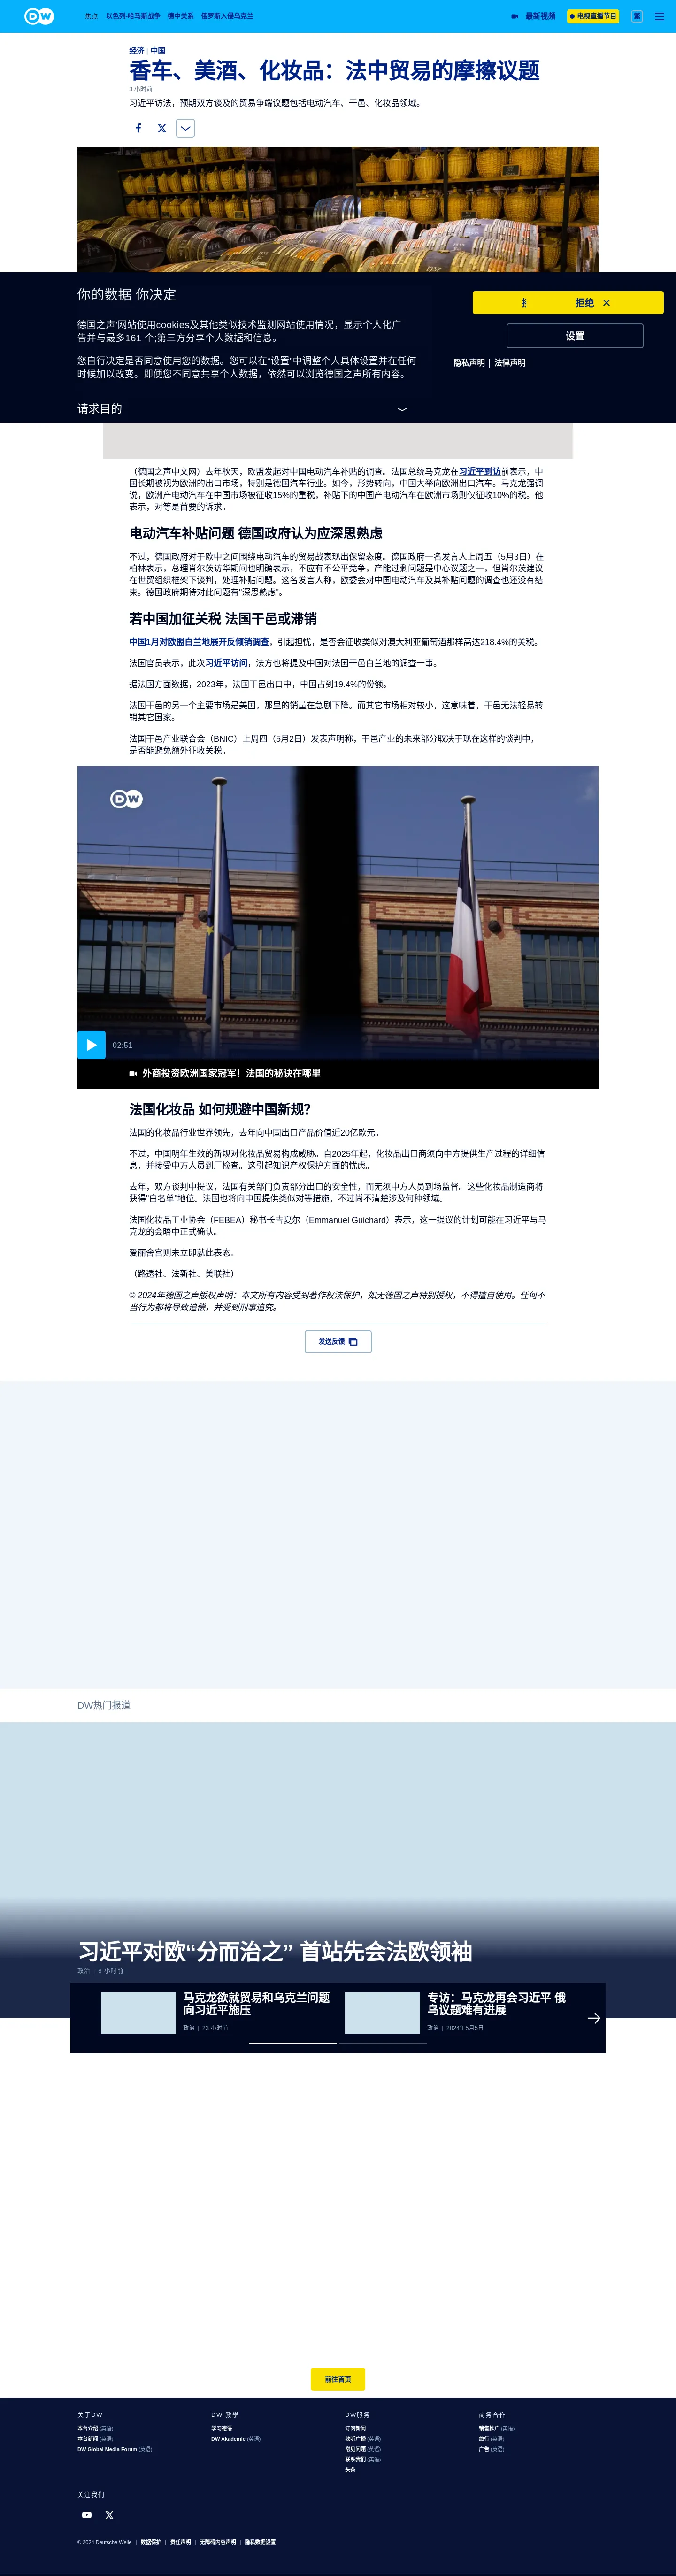 DW
焦点 以色列-哈马斯战争 德中关系 俄罗斯入侵乌克兰
最新视频
电视直播节目
繁
经济 | 中国
香车、美酒、化妆品：法中贸易的摩擦议题
3 小时前
习近平访法，预期双方谈及的贸易争端议题包括电动汽车、干邑、化妆品领域。
你的数据 你决定
德国之声'网站使用cookies及其他类似技术监测网站使用情况，显示个人化广
告并与最多161 个;第三方分享个人数据和信息。
您自行决定是否同意使用您的数据。您可以在"设置"中调整个人具体设置并在任何
时候加以改变。即便您不同意共享个人数据，依然可以浏览德国之声所有内容。
请求目的
拒绝
设置
隐私声明 | 法律声明
（德国之声中文网）去年秋天，欧盟发起对中国电动汽车补贴的调查。法国总统马克龙在习近平到访前表示，中
国长期被视为欧洲的出口市场，特别是德国汽车行业。如今，形势转向，中国大举向欧洲出口汽车。马克龙强调
说，欧洲产电动汽车在中国市场被征收15%的重税，补贴下的中国产电动汽车在欧洲市场则仅征收10%的税。他
表示，对等是首要的诉求。
电动汽车补贴问题 德国政府认为应深思熟虑
不过，德国政府对于欧中之间围绕电动汽车的贸易战表现出保留态度。德国政府一名发言人上周五（5月3日）在
柏林表示，总理肖尔茨访华期间也明确表示，不应有不公平竞争，产能过剩问题是中心议题之一，但肖尔茨建议
在世贸组织框架下谈判，处理补贴问题。这名发言人称，欧委会对中国电动汽车及其补贴问题的调查也还没有结
束。德国政府期待对此问题有"深思熟虑"。
若中国加征关税 法国干邑或滞销
中国1月对欧盟白兰地展开反倾销调查，引起担忧，是否会征收类似对澳大利亚葡萄酒那样高达218.4%的关税。
法国官员表示，此次习近平访问，法方也将提及中国对法国干邑白兰地的调查一事。
据法国方面数据，2023年，法国干邑出口中，中国占到19.4%的份额。
法国干邑的另一个主要市场是美国，那里的销量在急剧下降。而其它市场相对较小，这意味着，干邑无法轻易转
销其它国家。
法国干邑产业联合会（BNIC）上周四（5月2日）发表声明称，干邑产业的未来部分取决于现在这样的谈判中，
是否能避免额外征收关税。
DW
02:51
外商投资欧洲国家冠军！法国的秘诀在哪里
法国化妆品 如何规避中国新规？
法国的化妆品行业世界领先，去年向中国出口产品价值近20亿欧元。
不过，中国明年生效的新规对化妆品贸易构成威胁。自2025年起，化妆品出口商须向中方提供生产过程的详细信
息，并接受中方人员到厂检查。这引起知识产权保护方面的忧虑。
去年，双方谈判中提议，法国有关部门负责部分出口的安全性，而无须中方人员到场监督。这些化妆品制造商将
获得"白名单"地位。法国也将向中国提供类似对等措施，不过尚不清楚涉及何种领域。
法国化妆品工业协会（FEBEA）秘书长吉夏尔（Emmanuel Guichard）表示，这一提议的计划可能在习近平与马
克龙的会晤中正式确认。
爱丽舍宫则未立即就此表态。
（路透社、法新社、美联社）
© 2024年德国之声版权声明：本文所有内容受到著作权法保护，如无德国之声特别授权，不得擅自使用。任何不
当行为都将导致追偿，并受到刑事追究。
发送反馈
DW热门报道
习近平对欧“分而治之” 首站先会法欧领袖
政治 | 8 小时前
马克龙欲就贸易和乌克兰问题
向习近平施压
政治 | 23 小时前
专访：马克龙再会习近平 俄
乌议题难有进展
政治 | 2024年5月5日
前往首页
关于DW
本台介绍 (英语)
本台新闻 (英语)
DW Global Media Forum (英语)
DW 教學
学习德语
DW Akademie (英语)
DW服务
订阅新闻
收听广播 (英语)
常见问题 (英语)
联系我们 (英语)
头条
商务合作
销售推广 (英语)
旅行 (英语)
广告 (英语)
关注我们
© 2024 Deutsche Welle | 数据保护 | 责任声明 | 无障碍内容声明 | 隐私数据设置